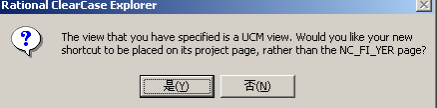 Rational ClearCase Explorer
The view that you have specified is a UCM view. Would you like your new
shortcut to be placed on its project page, rather than the NC_FI_YER page?
是(Y)
否(N)